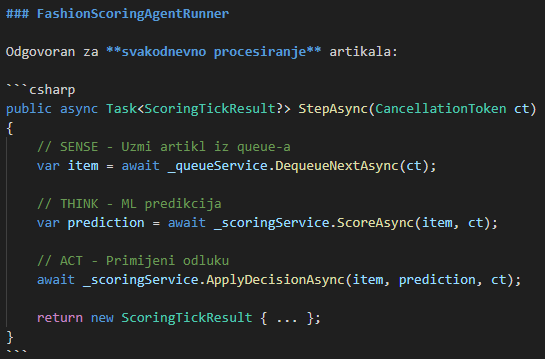 ### FashionScoringAgentRunner
Odgovoran za **svakodnevno procesiranje** artikala:
```csharp
public async Task<ScoringTickResult?> StepAsync(CancellationToken ct)
{
    // SENSE - Uzmi artikl iz queue-a
    var item = await _queueService.DequeueNextAsync(ct);
    // THINK - ML predikcija
    var prediction = await _scoringService.ScoreAsync(item, ct);
    // ACT - Primijeni odluku
    await _scoringService.ApplyDecisionAsync(item, prediction, ct);
    return new ScoringTickResult { ... };
}
```